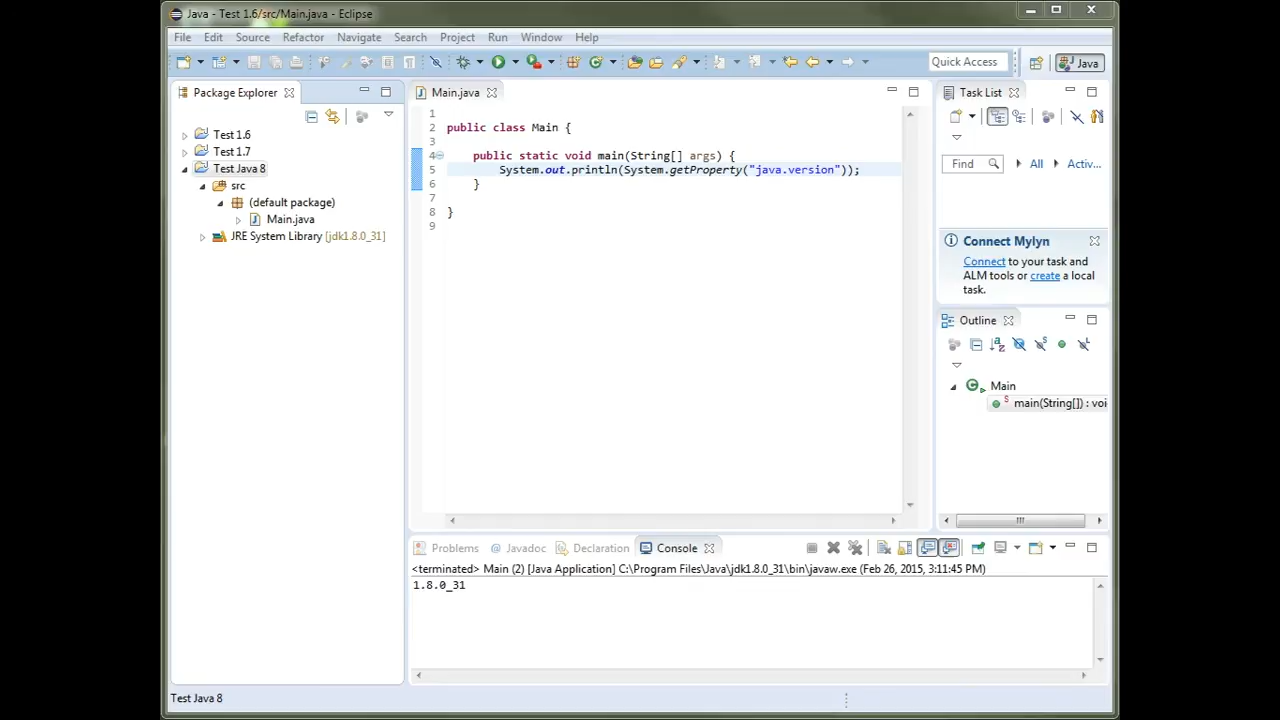 Java - Test 1.6/src/Main.java - Eclipse
File Edit Source Refactor Navigate Search Project Run Window Help
Quick Access
Java
Package Explorer
Test 1.6
Test 1.7
Test Java 8
src
(default package)
Main.java
JRE System Library [jdk1.8.0_31]
Main.java
1
2 public class Main {
3
4 public static void main(String[] args) {
5 System.out.println(System.getProperty("java.version"));
6 }
7
8 }
9
Task List
Find
All
Activ...
Connect Mylyn
Connect to your task and
ALM tools or create a local
task.
Outline
Main
main(String[]) : voi
Problems Javadoc Declaration Console
<terminated> Main (2) [Java Application] C:\Program Files\Java\jdk1.8.0_31\bin\javaw.exe (Feb 26, 2015, 3:11:45 PM)
1.8.0_31
Test Java 8